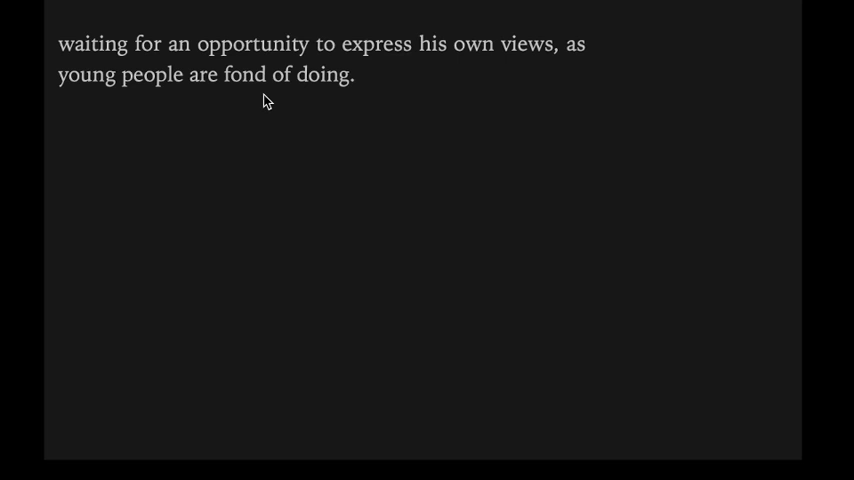 waiting for an opportunity to express his own views, as
young people are fond of doing.